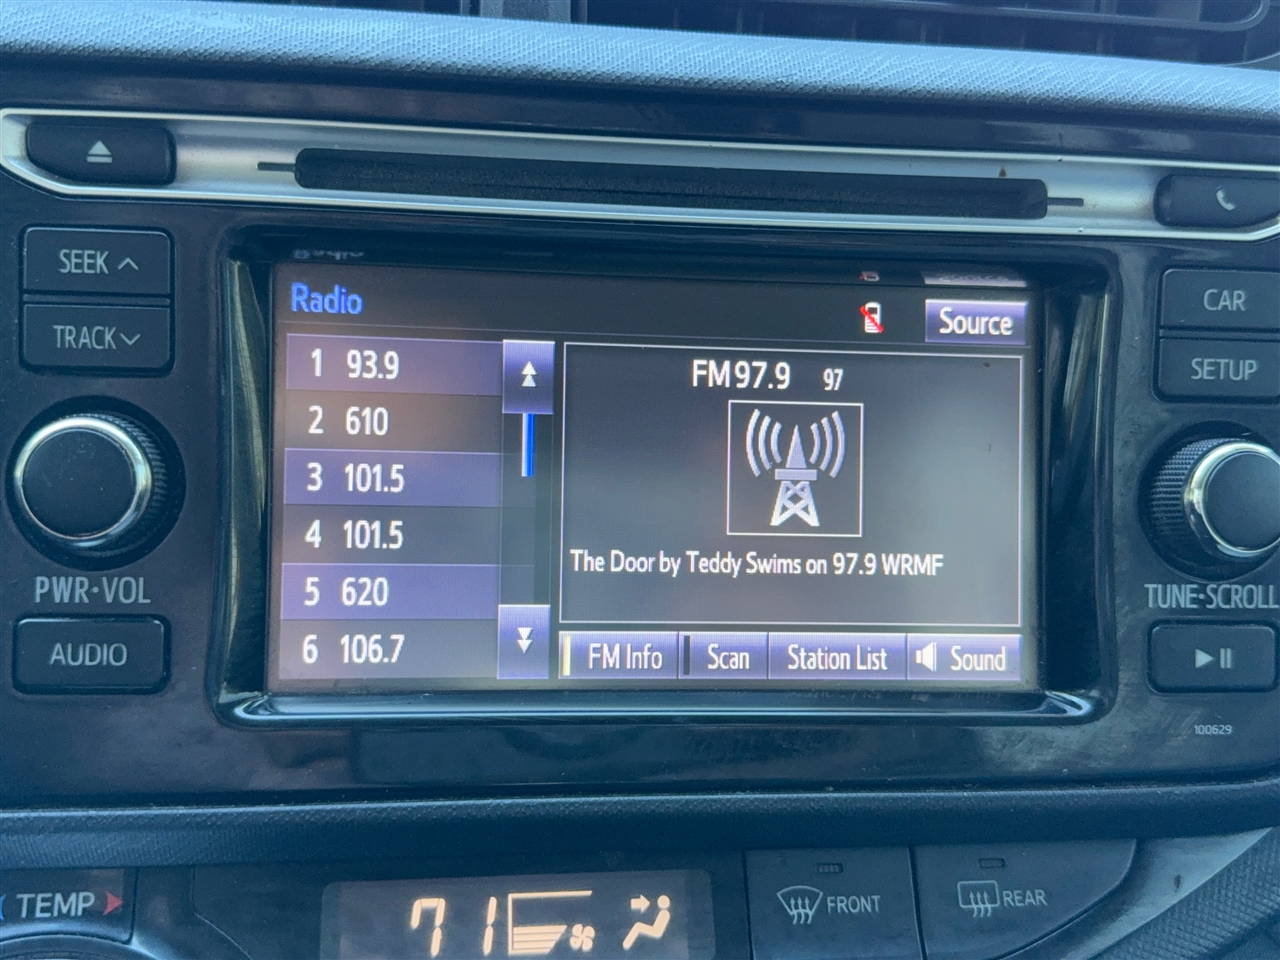 SEEK
TRACK
PWR·VOL
AUDIO
Radio
Source
1 93.9
2 610
3 101.5
4 101.5
5 620
6 106.7
FM97.9 97
The Door by Teddy Swims on 97.9 WRMF
FM Info
Scan
Station List
Sound
CAR
SETUP
TUNE·SCROLL
100629
TEMP
71
FRONT
REAR